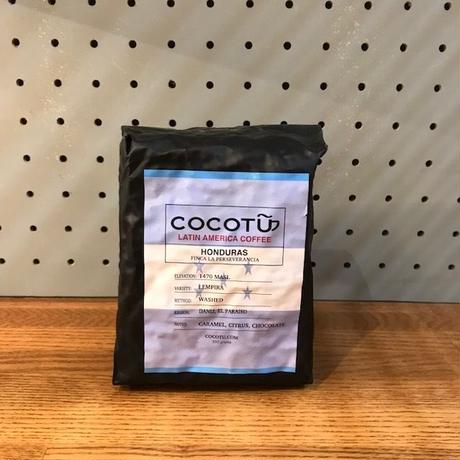 COCOTŨ
LATIN AMERICA COFFEE
HONDURAS
FINCA LA PERSEVERANCIA
ELEVATION: 1470 MASL
VARIETY: LEMPIRA
METHOD: WASHED
REGION: DANLI, EL PARAISO
NOTES: CARAMEL, CITRUS, CHOCOLATE
COCOTU.COM